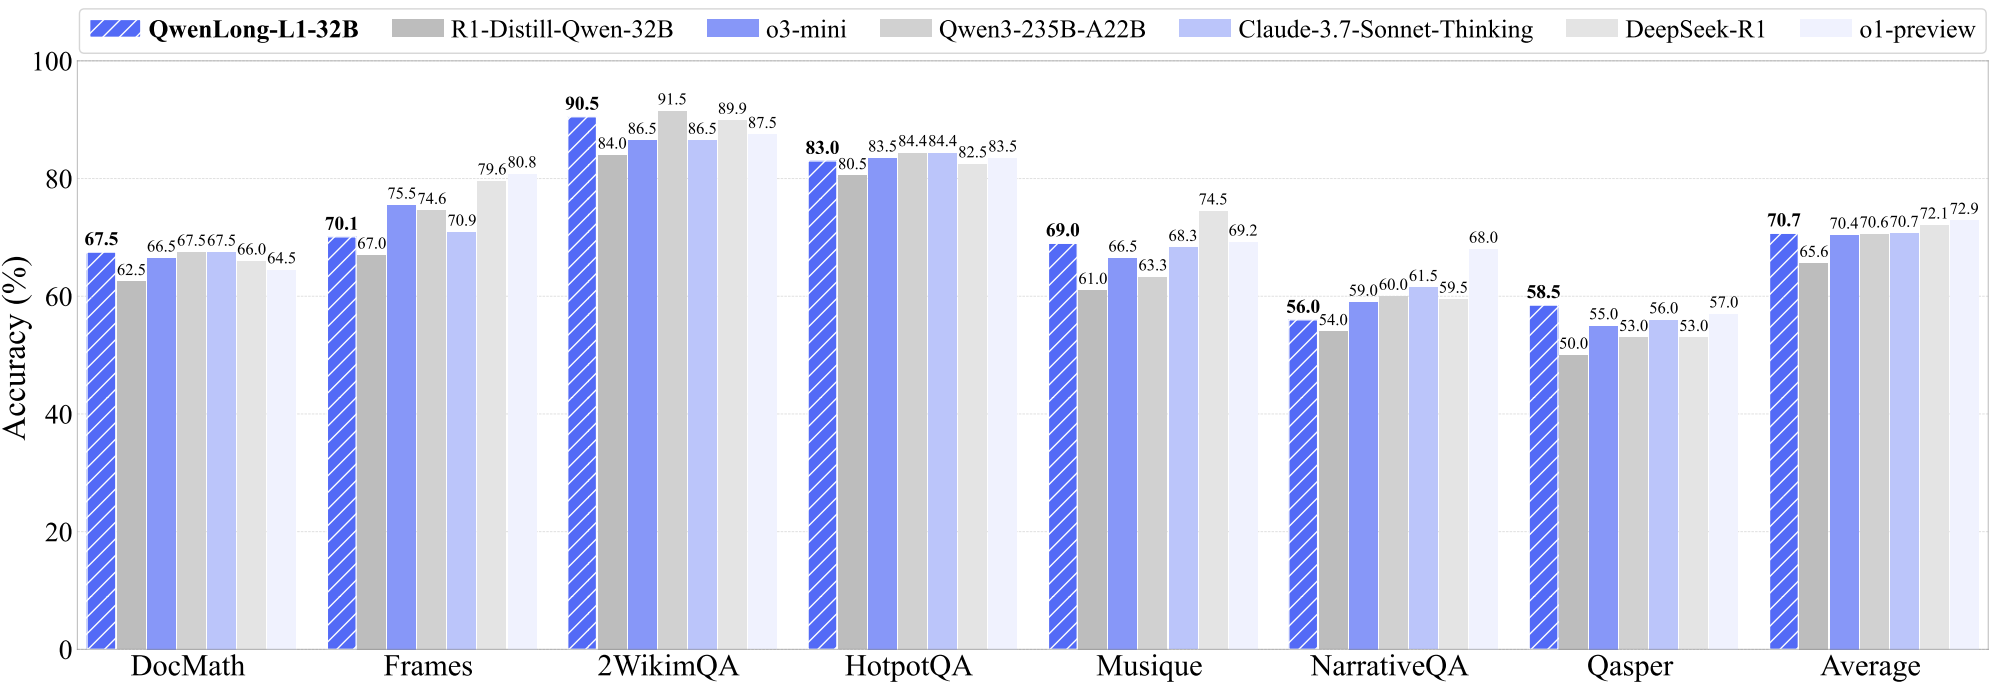 QwenLong-L1-32B R1-Distill-Qwen-32B o3-mini Qwen3-235B-A22B Claude-3.7-Sonnet-Thinking DeepSeek-R1 o1-preview
Accuracy (%)
100
80
60
40
20
0
67.5 62.5 66.5 67.5 67.5 66.0 64.5
70.1 67.0 75.5 74.6 70.9 79.6 80.8
90.5 84.0 86.5 91.5 86.5 89.9 87.5
83.0 80.5 83.5 84.4 84.4 82.5 83.5
69.0 61.0 66.5 63.3 68.3 74.5 69.2
56.0 54.0 59.0 60.0 61.5 59.5 68.0
58.5 50.0 55.0 53.0 56.0 53.0 57.0
70.7 65.6 70.4 70.6 70.7 72.1 72.9
DocMath Frames 2WikimQA HotpotQA Musique NarrativeQA Qasper Average